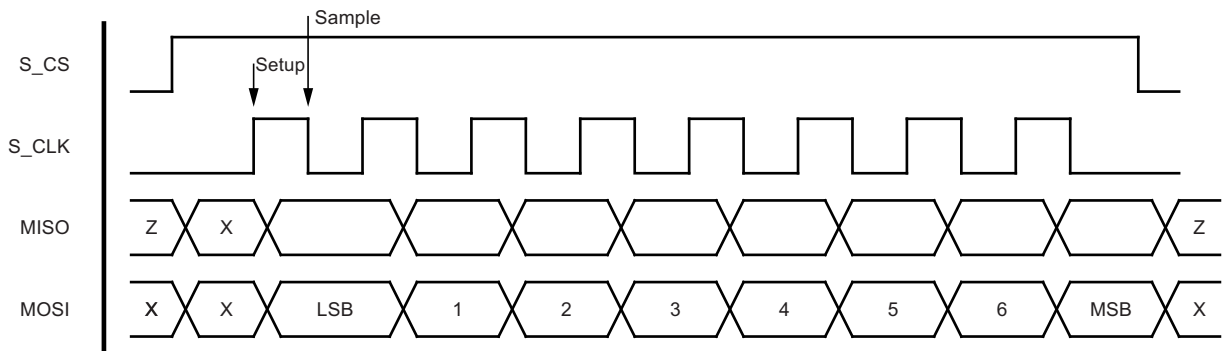 Sample
S_CS
Setup
S_CLK
MISO Z X Z
MOSI X X LSB 1 2 3 4 5 6 MSB X